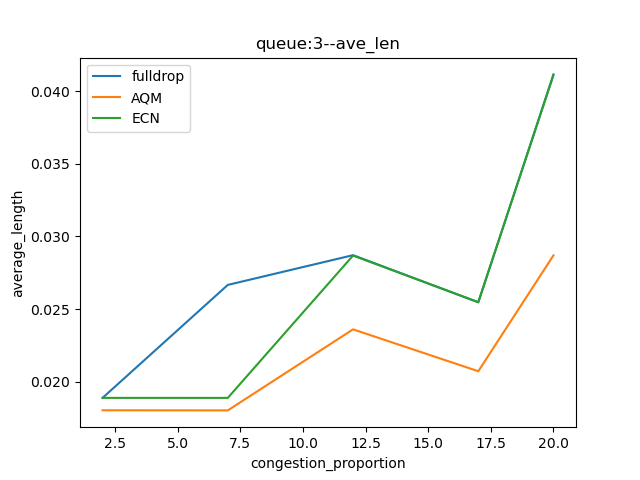 queue:3--ave_len
fulldrop
AQM
ECN
average_length
0.040
0.035
0.030
0.025
0.020
2.5 5.0 7.5 10.0 12.5 15.0 17.5 20.0
congestion_proportion